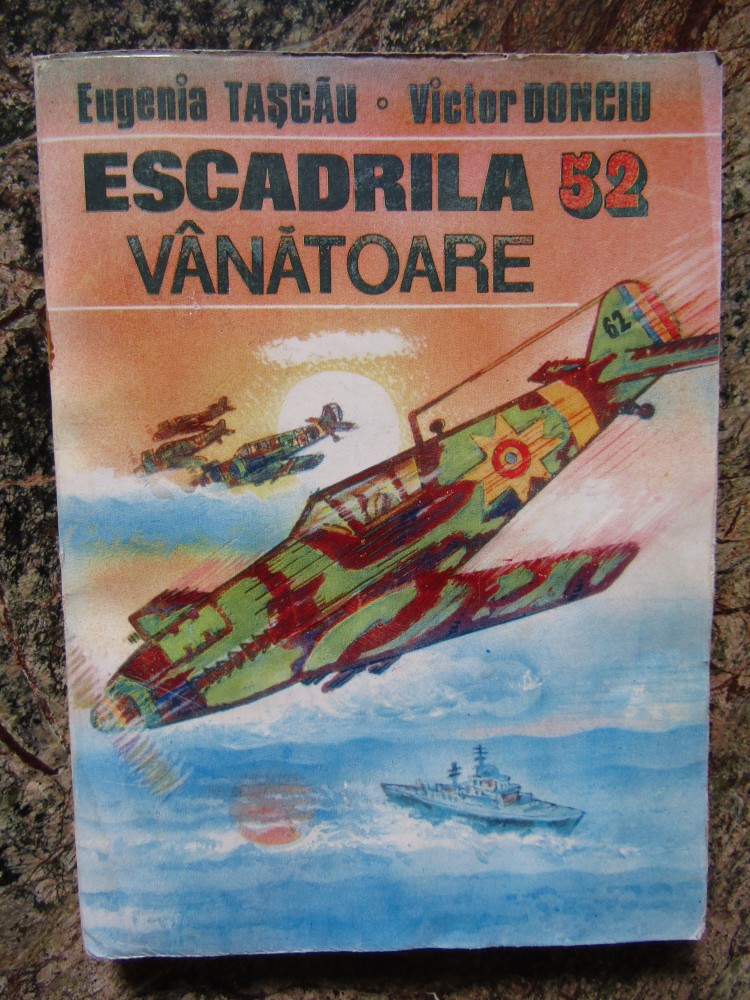 Eugenia TAŞCĂU • Victor DONCIU
ESCADRILA 52
VÂNĂTOARE
62